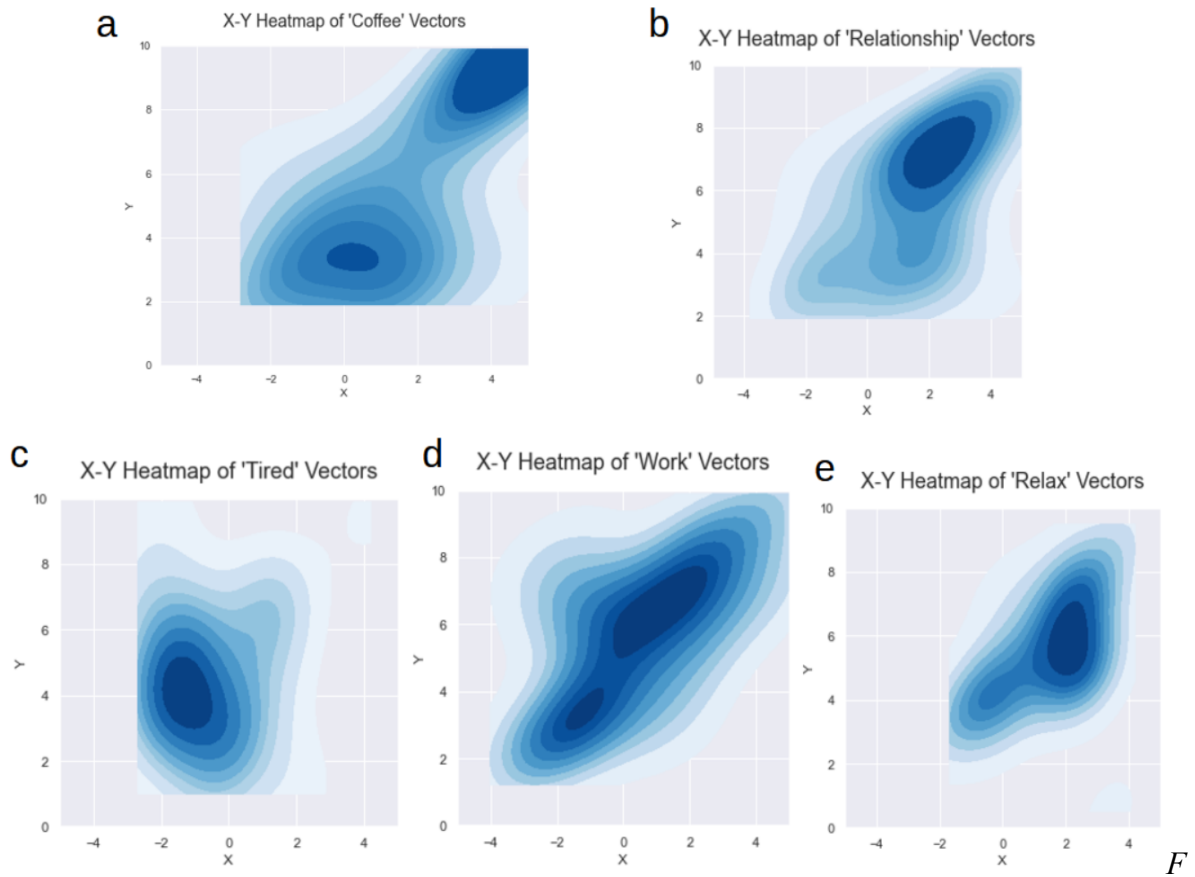 a
X-Y Heatmap of 'Coffee' Vectors
10
8
6
4
2
0
Y
−4 −2 0 2 4
X
b
X-Y Heatmap of 'Relationship' Vectors
10
8
6
4
2
0
Y
−4 −2 0 2 4
X
c
X-Y Heatmap of 'Tired' Vectors
10
8
6
4
2
0
Y
−4 −2 0 2 4
X
d
X-Y Heatmap of 'Work' Vectors
10
8
6
4
2
0
Y
−4 −2 0 2 4
X
e
X-Y Heatmap of 'Relax' Vectors
10
8
6
4
2
0
Y
−4 −2 0 2 4
X
F